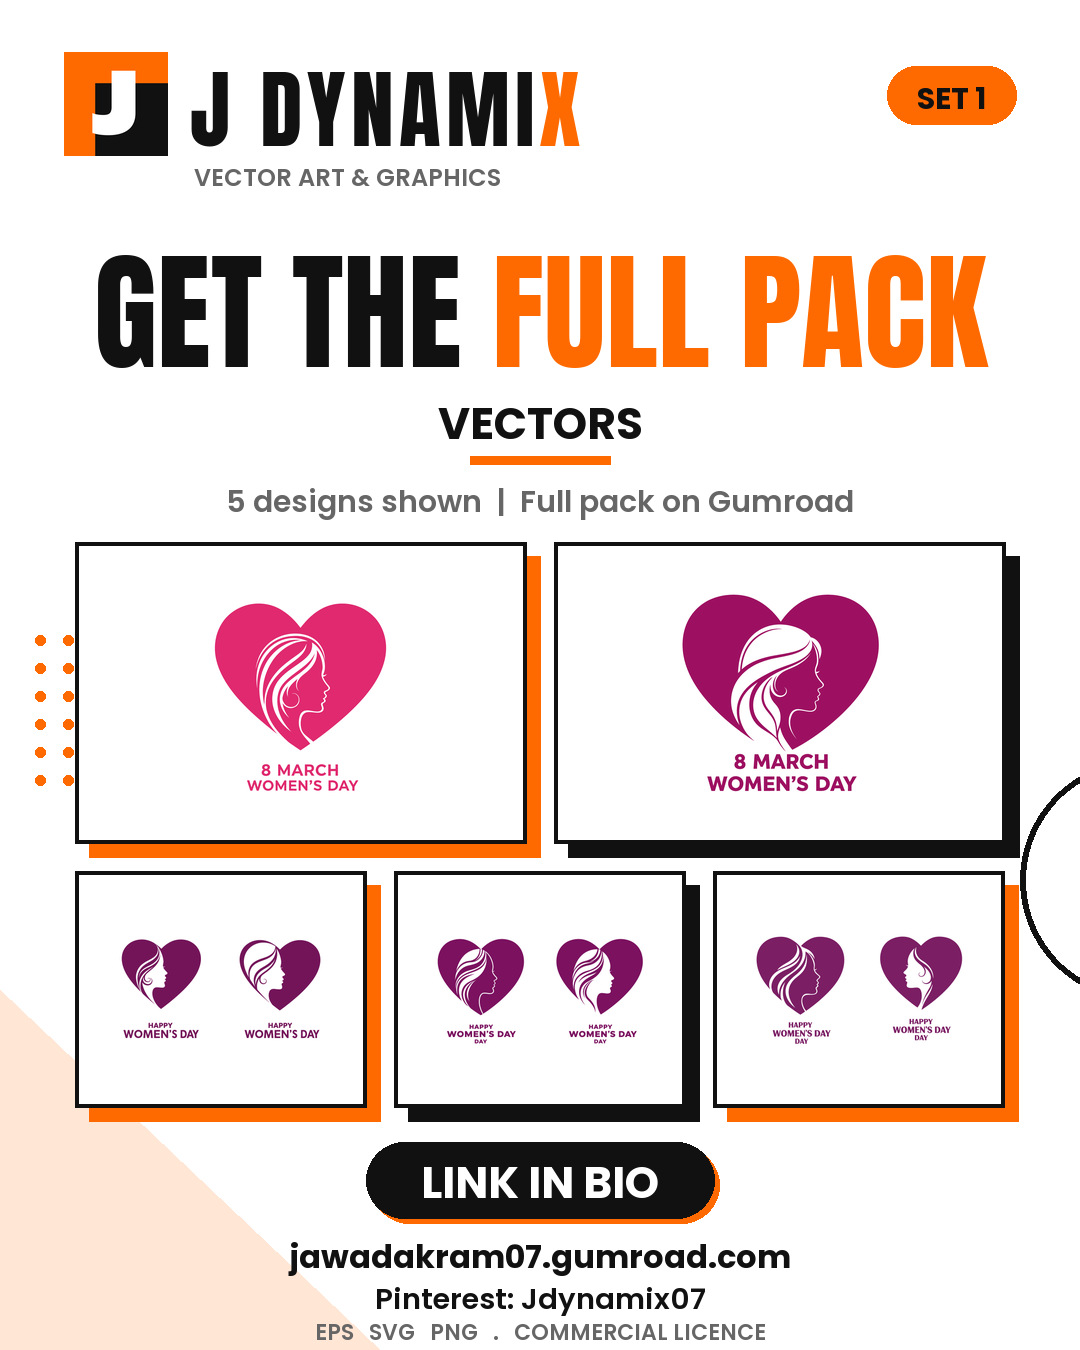 J
J DYNAMIX
VECTOR ART & GRAPHICS
SET 1
GET THE FULL PACK
VECTORS
5 designs shown | Full pack on Gumroad
8 MARCH
WOMEN'S DAY
8 MARCH
WOMEN'S DAY
HAPPY
WOMEN'S DAY
HAPPY
WOMEN'S DAY
HAPPY
WOMEN'S DAY
DAY
HAPPY
WOMEN'S DAY
DAY
HAPPY
WOMEN'S DAY
DAY
HAPPY
WOMEN'S DAY
DAY
LINK IN BIO
jawadakram07.gumroad.com
Pinterest: Jdynamix07
EPS SVG PNG . COMMERCIAL LICENCE